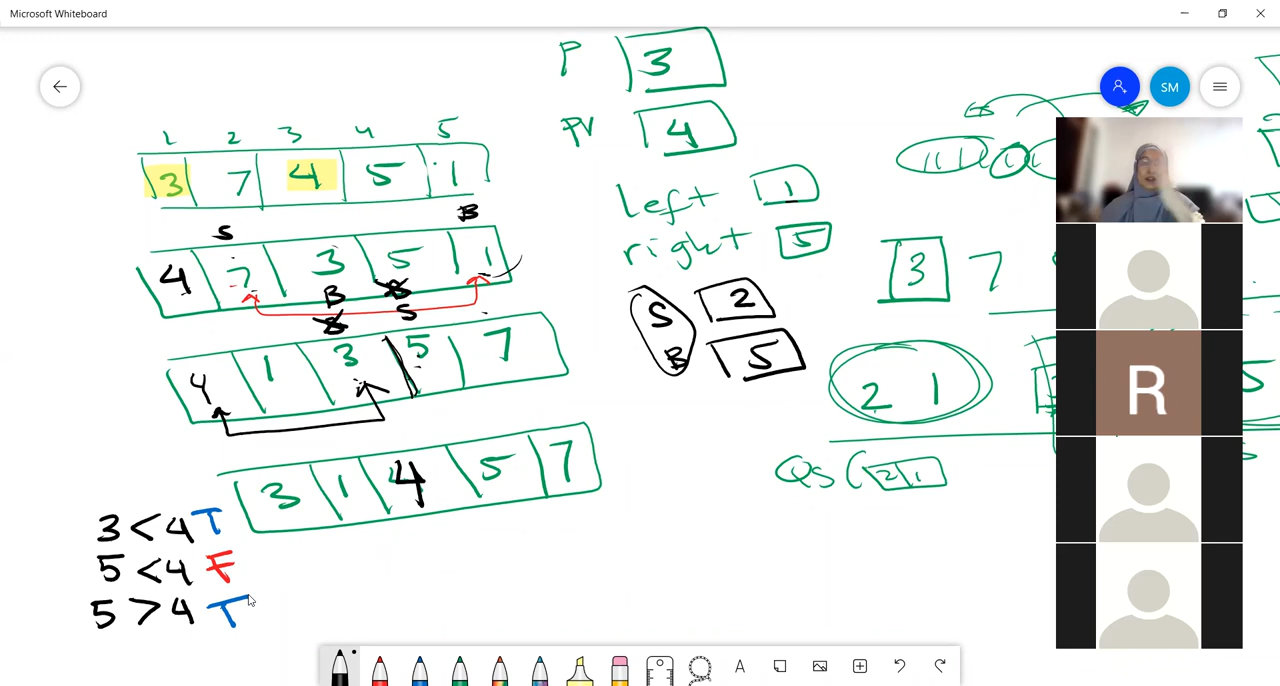 Microsoft Whiteboard
P 3
PV 4
SM
1 2 3 4 5
3 7 4 5 1
left 1
right 5
S B
4 7 3 5 1
B S
S 2
B 5
3 7
4 1 3 5 7
2 1
5
R
3 1 4 5 7
QS ( 2 1
3 < 4 T
5 < 4 F
5 > 4 T
A